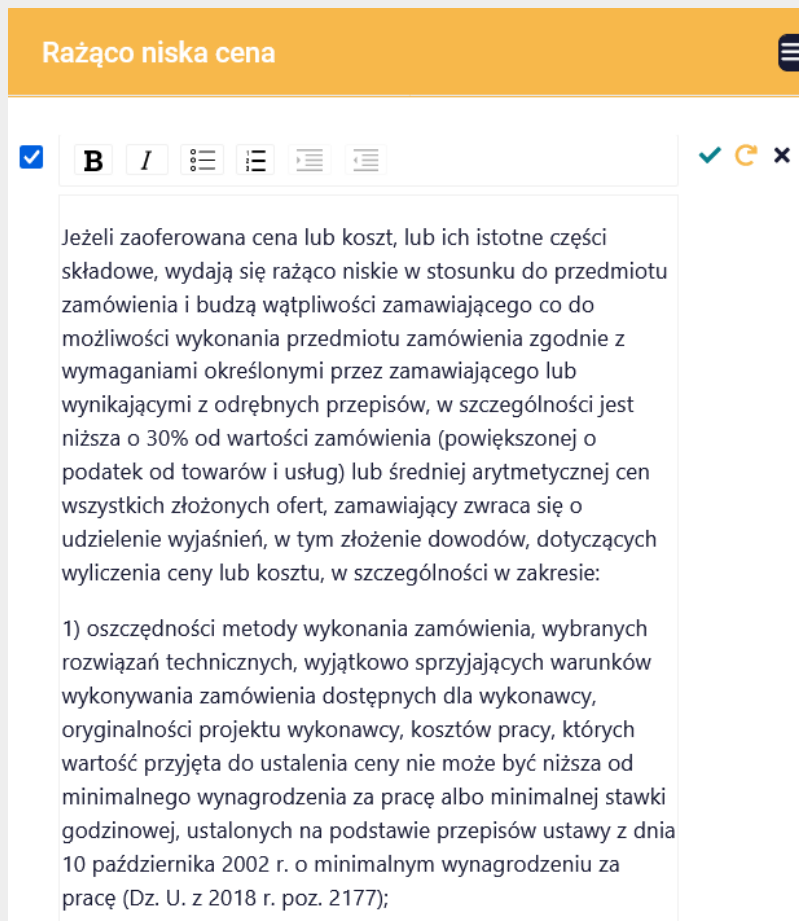 Rażąco niska cena
B I
Jeżeli zaoferowana cena lub koszt, lub ich istotne części
składowe, wydają się rażąco niskie w stosunku do przedmiotu
zamówienia i budzą wątpliwości zamawiającego co do
możliwości wykonania przedmiotu zamówienia zgodnie z
wymaganiami określonymi przez zamawiającego lub
wynikającymi z odrębnych przepisów, w szczególności jest
niższa o 30% od wartości zamówienia (powiększonej o
podatek od towarów i usług) lub średniej arytmetycznej cen
wszystkich złożonych ofert, zamawiający zwraca się o
udzielenie wyjaśnień, w tym złożenie dowodów, dotyczących
wyliczenia ceny lub kosztu, w szczególności w zakresie:
1) oszczędności metody wykonania zamówienia, wybranych
rozwiązań technicznych, wyjątkowo sprzyjających warunków
wykonywania zamówienia dostępnych dla wykonawcy,
oryginalności projektu wykonawcy, kosztów pracy, których
wartość przyjęta do ustalenia ceny nie może być niższa od
minimalnego wynagrodzenia za pracę albo minimalnej stawki
godzinowej, ustalonych na podstawie przepisów ustawy z dnia
10 października 2002 r. o minimalnym wynagrodzeniu za
pracę (Dz. U. z 2018 r. poz. 2177);